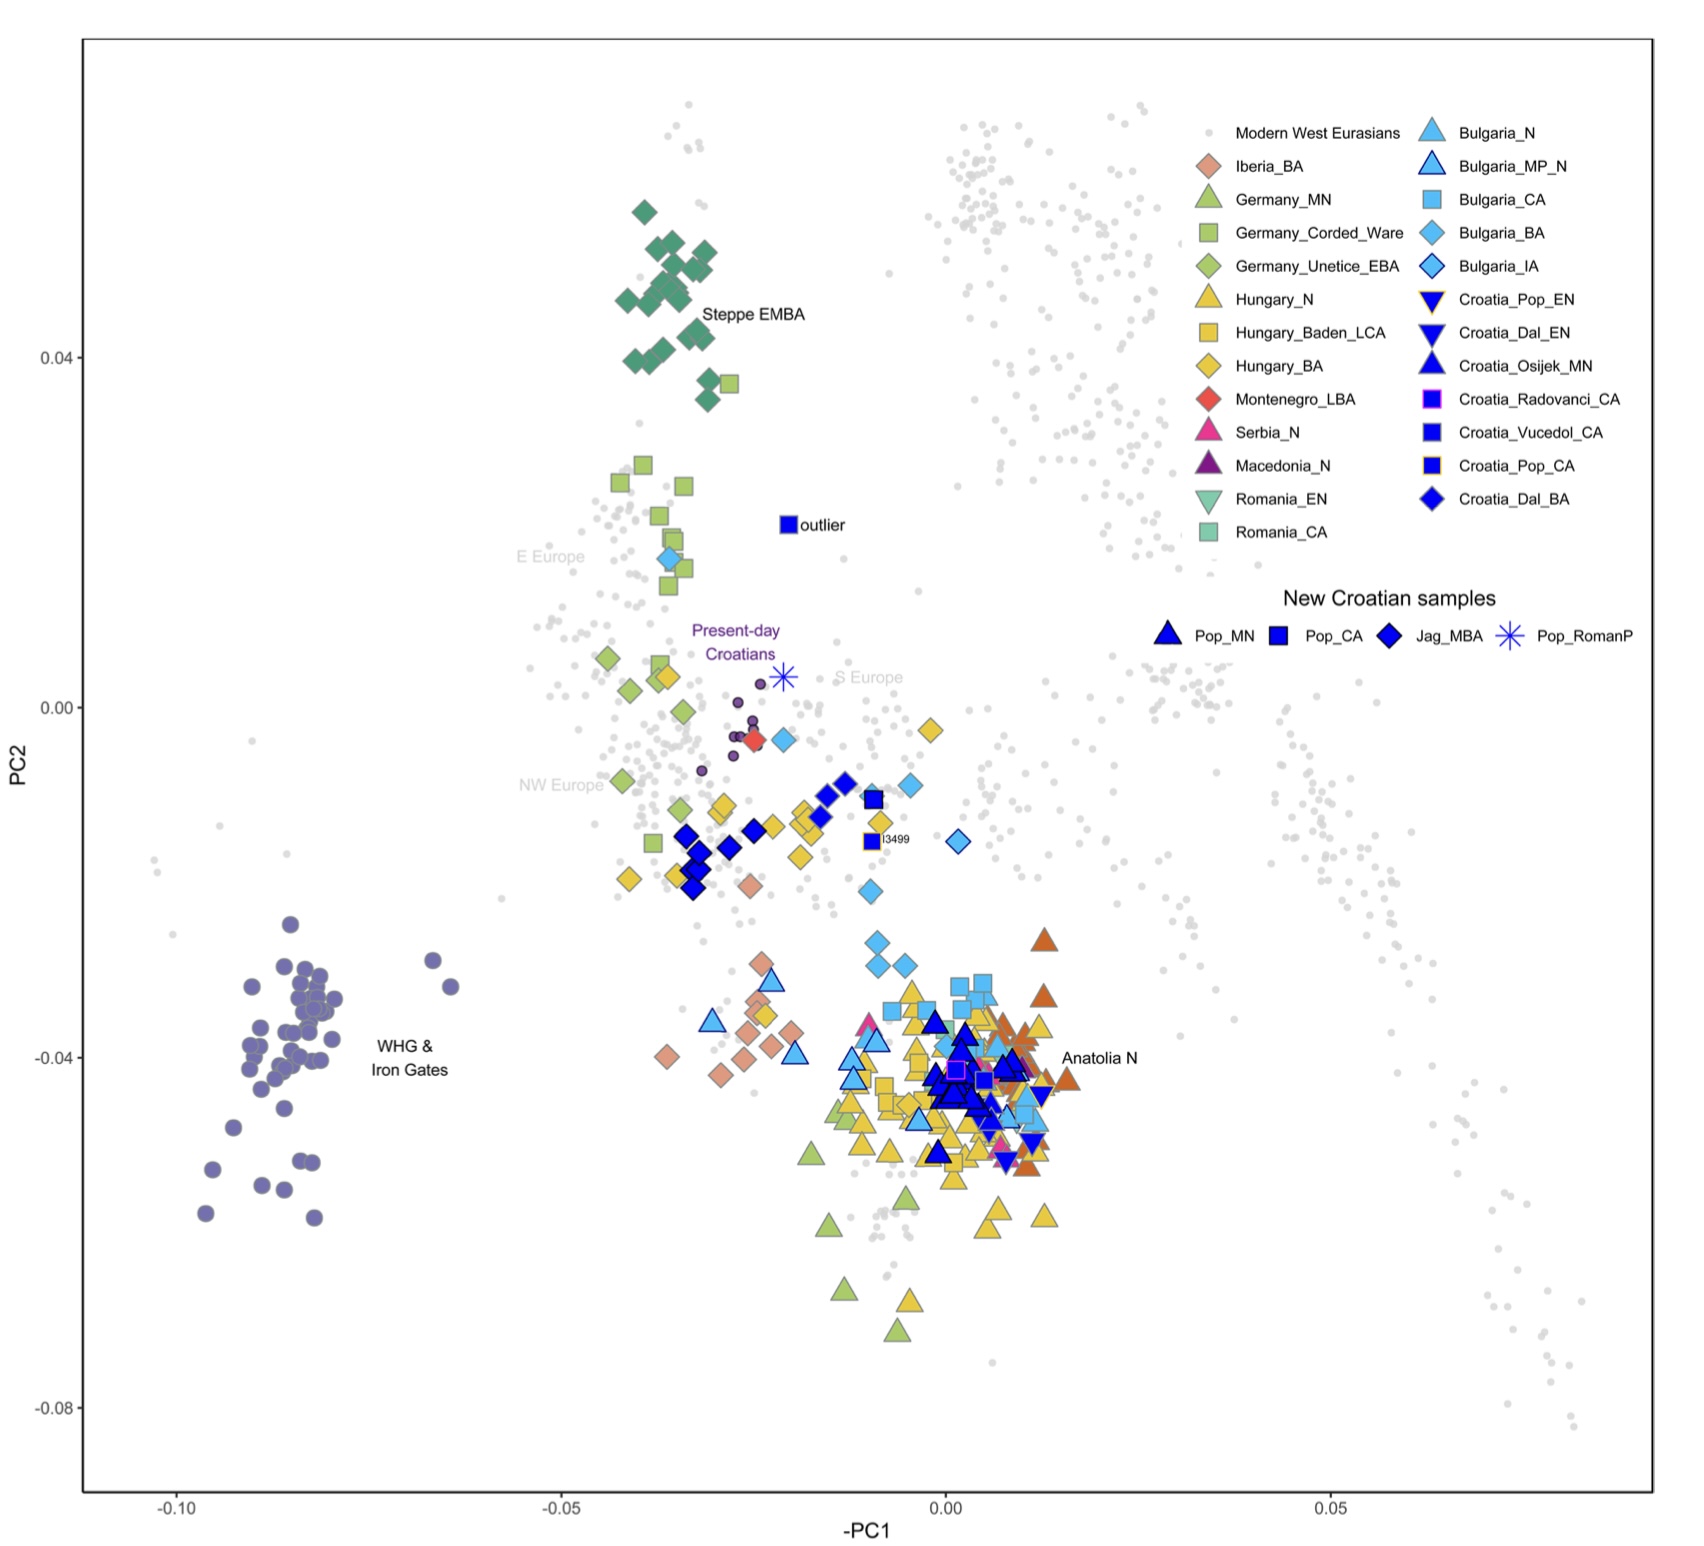 Modern West Eurasians
Iberia_BA
Germany_MN
Germany_Corded_Ware
Germany_Unetice_EBA
Hungary_N
Hungary_Baden_LCA
Hungary_BA
Montenegro_LBA
Serbia_N
Macedonia_N
Romania_EN
Romania_CA
Bulgaria_N
Bulgaria_MP_N
Bulgaria_CA
Bulgaria_BA
Bulgaria_IA
Croatia_Pop_EN
Croatia_Dal_EN
Croatia_Osijek_MN
Croatia_Radovanci_CA
Croatia_Vucedol_CA
Croatia_Pop_CA
Croatia_Dal_BA
New Croatian samples
Pop_MN Pop_CA Jag_MBA Pop_RomanP
Steppe EMBA
outlier
E Europe
Present-day
Croatians
S Europe
NW Europe
I3499
WHG &
Iron Gates
Anatolia N
PC2
0.04
0.00
-0.04
-0.08
-0.10 -0.05 0.00 0.05
-PC1